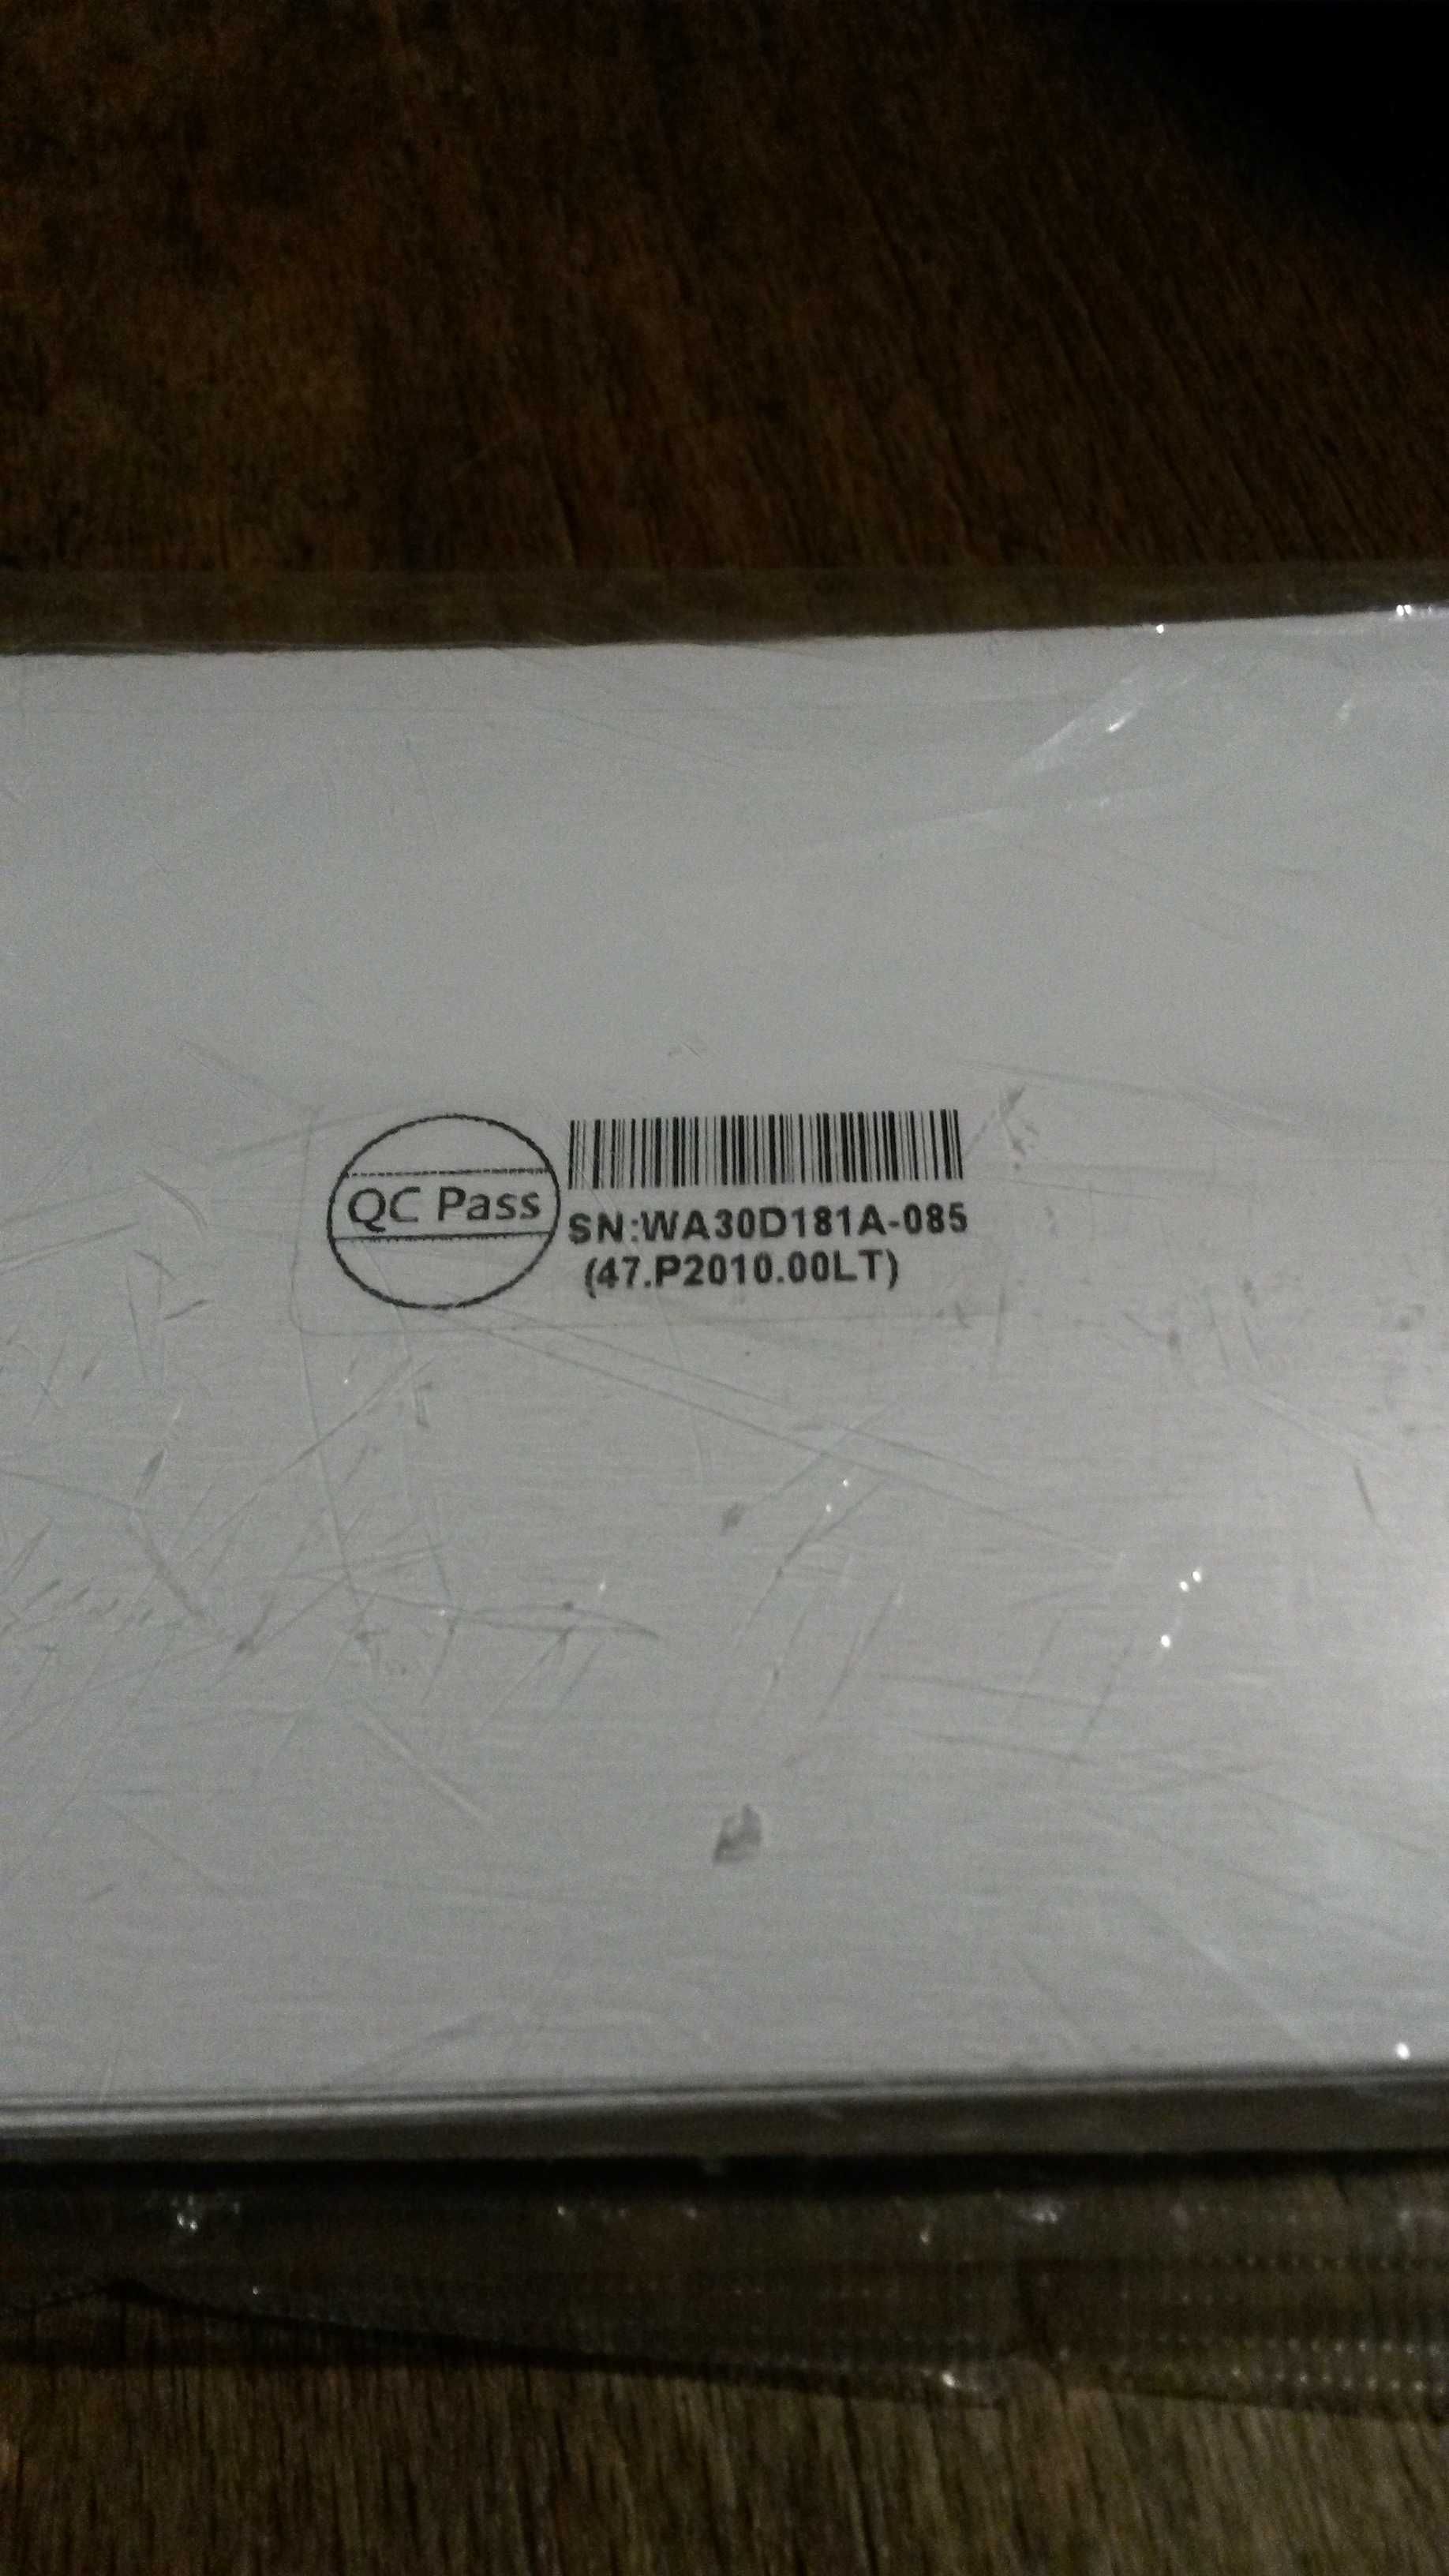 QC Pass
SN:WA30D181A-085
(47.P2010.00LT)